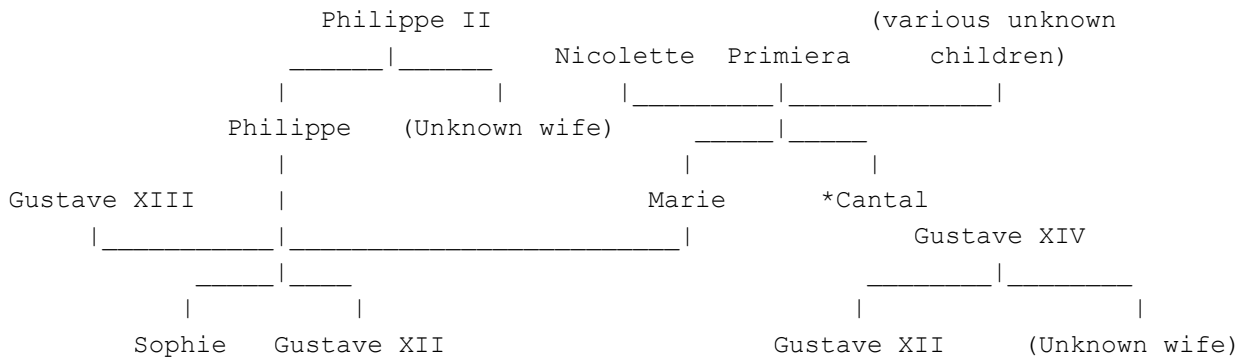 Philippe II (various unknown
Nicolette Primiera children)
Philippe (Unknown wife)
Gustave XIII Marie *Cantal
Gustave XIV
Sophie Gustave XII Gustave XII (Unknown wife)